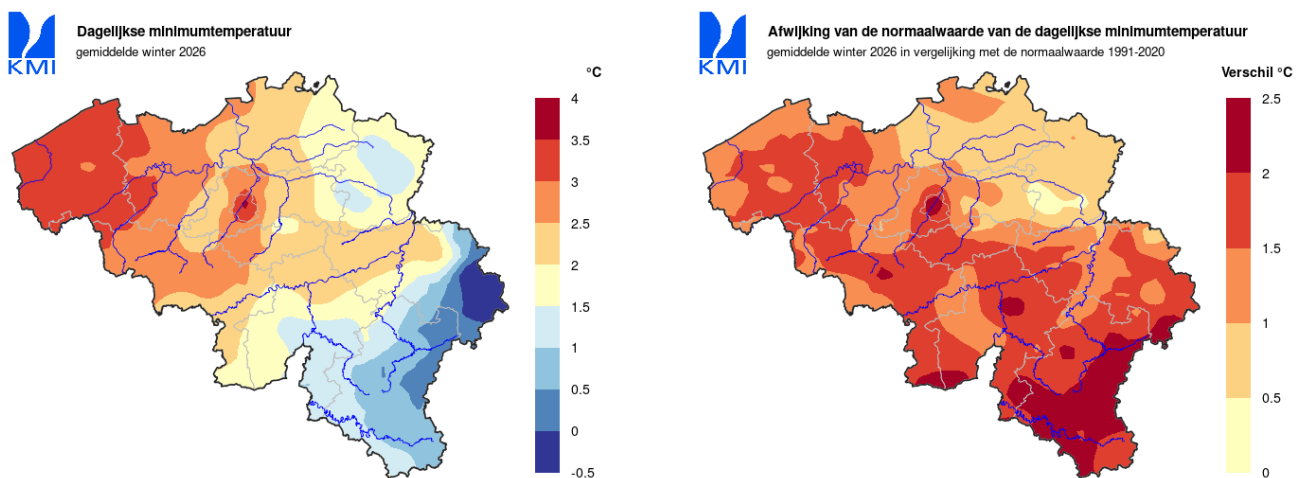 KMI
Dagelijkse minimumtemperatuur
gemiddelde winter 2026
°C
4
3.5
3
2.5
2
1.5
1
0.5
0
-0.5
KMI
Afwijking van de normaalwaarde van de dagelijkse minimumtemperatuur
gemiddelde winter 2026 in vergelijking met de normaalwaarde 1991-2020
Verschil °C
2.5
2
1.5
1
0.5
0